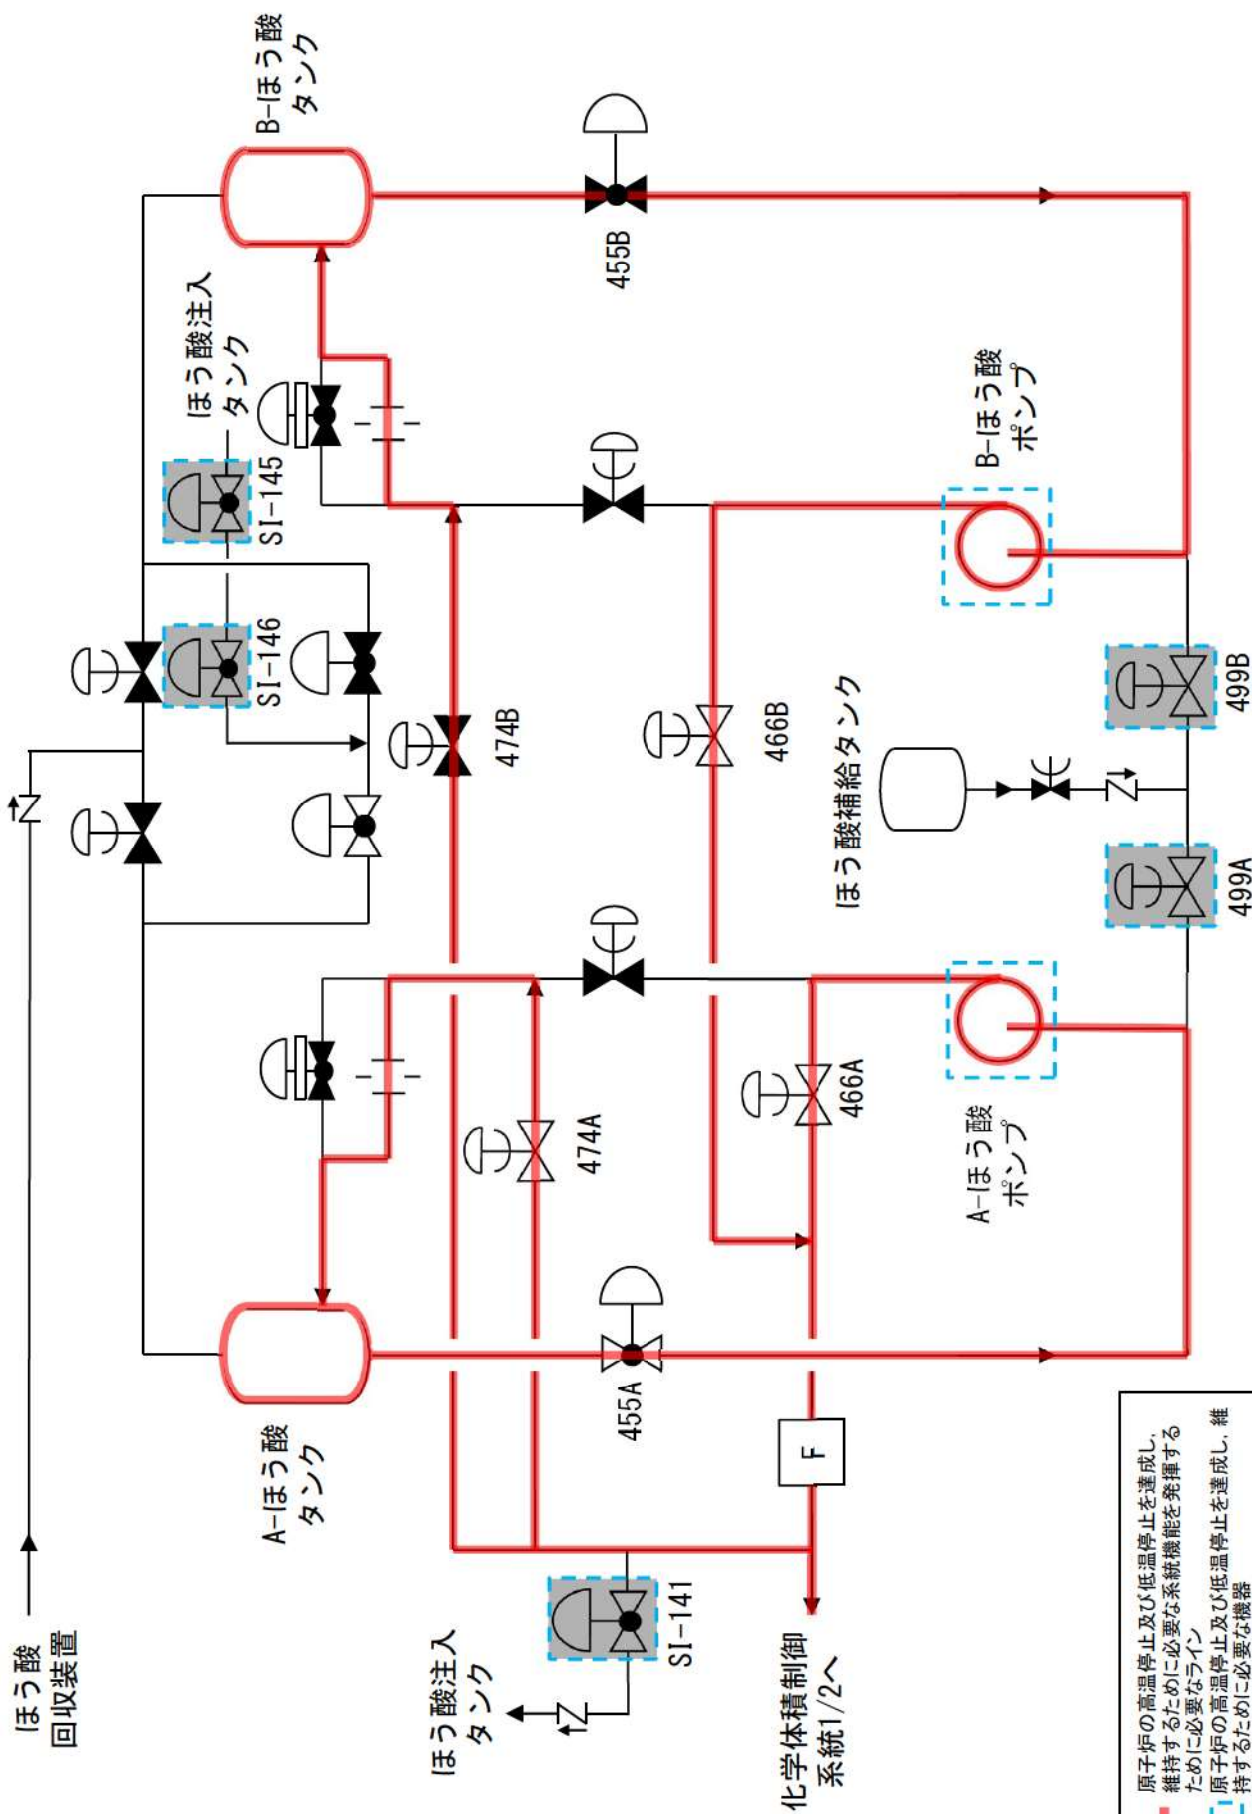 ほう酸
回収装置
A-ほう酸
タンク
B-ほう酸
タンク
ほう酸注入
タンク
SI-145
SI-146
455B
474B
474A
466B
466A
455A
ほう酸補給タンク
B-ほう酸
ポンプ
A-ほう酸
ポンプ
499A
499B
F
SI-141
ほう酸注入
タンク
化学体積制御
系統1/2へ
原子炉の高温停止及び低温停止を達成し,
維持するために必要な系統機能を発揮する
ために必要なライン
原子炉の高温停止及び低温停止を達成し, 維
持するために必要な機器